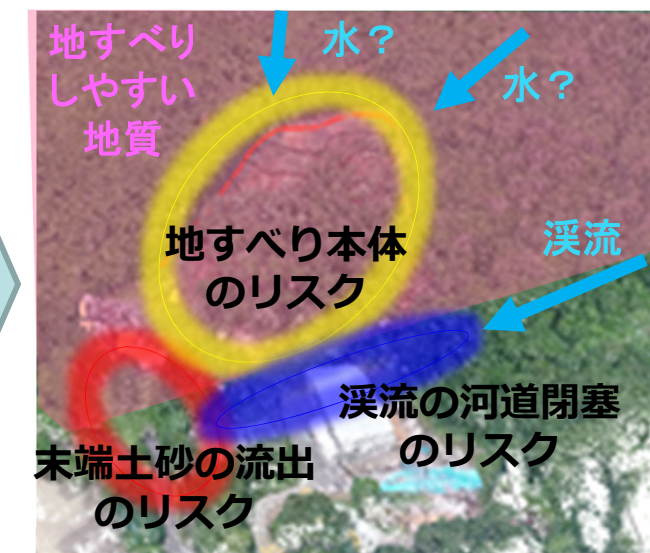 地すべり
しやすい
地質
水？
水？
地すべり本体
のリスク
渓流
渓流の河道閉塞
のリスク
末端土砂の流出
のリスク